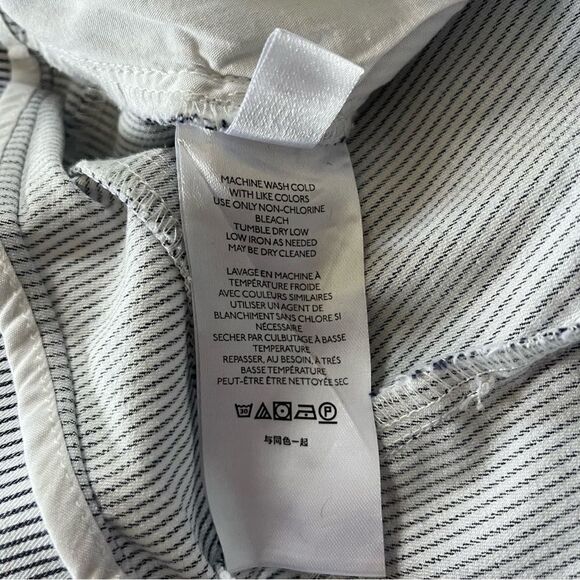 MACHINE WASH COLD
WITH LIKE COLORS
USE ONLY NON-CHLORINE
BLEACH
TUMBLE DRY LOW
LOW IRON AS NEEDED
MAY BE DRY CLEANED
LAVAGE EN MACHINE À
TEMPÉRATURE FROIDE
AVEC COULEURS SIMILAIRES
UTILISER UN AGENT DE
BLANCHIMENT SANS CHLORE SI
NÉCESSAIRE
SECHER PAR CULBUTAGE À BASSE
TEMPERATURE
REPASSER, AU BESOIN, À TRÉS
BASSE TEMPÉRATURE
PEUT-ÊTRE ÊTRE NETTOYÉE SEC
30 P
与同色一起